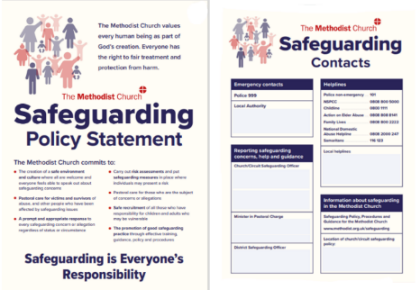 The Methodist Church values
every human being as part of
God's creation. Everyone has
the right to fair treatment and
protection from harm.
The Methodist Church
Safeguarding
Policy Statement
The Methodist Church commits to:
The creation of a safe environment
and culture where all are welcome and
everyone feels able to speak out about
safeguarding concerns
Pastoral care for victims and survivors of
abuse, and other people who have been
affected by safeguarding issues
A prompt and appropriate response to
every safeguarding concern or allegation
regardless of status or situation
Carry out risk assessments and put
safeguarding measures in place where
individuals may present a risk
Pastoral care for those who are the subject
of concerns or allegations
Safe recruitment of all those who have
responsibility for children and adults who
may be vulnerable
The promotion of good safeguarding
practice through effective training,
guidance, policy and procedures
Safeguarding is Everyone's
Responsibility
The Methodist Church
Safeguarding
Contacts
Emergency contacts
Police 999
Local Authority
Reporting safeguarding
concerns, help and guidance
Church/Circuit Safeguarding Officer
Minister in Pastoral Charge
District Safeguarding Officer
Helplines
Police non-emergency 101
NSPCC 0808 800 5000
Childline 0800 1111
Action on Elder Abuse 0808 808 8141
Family Lives 0808 800 2222
National Domestic
Abuse Helpline 0808 2000 247
Samaritans 116 123
Local helplines
Information about safeguarding
in the Methodist Church
Safeguarding Policy, Procedures and
Guidance for the Methodist Church
www.methodist.org.uk/safeguarding
Location of church/circuit safeguarding
policy